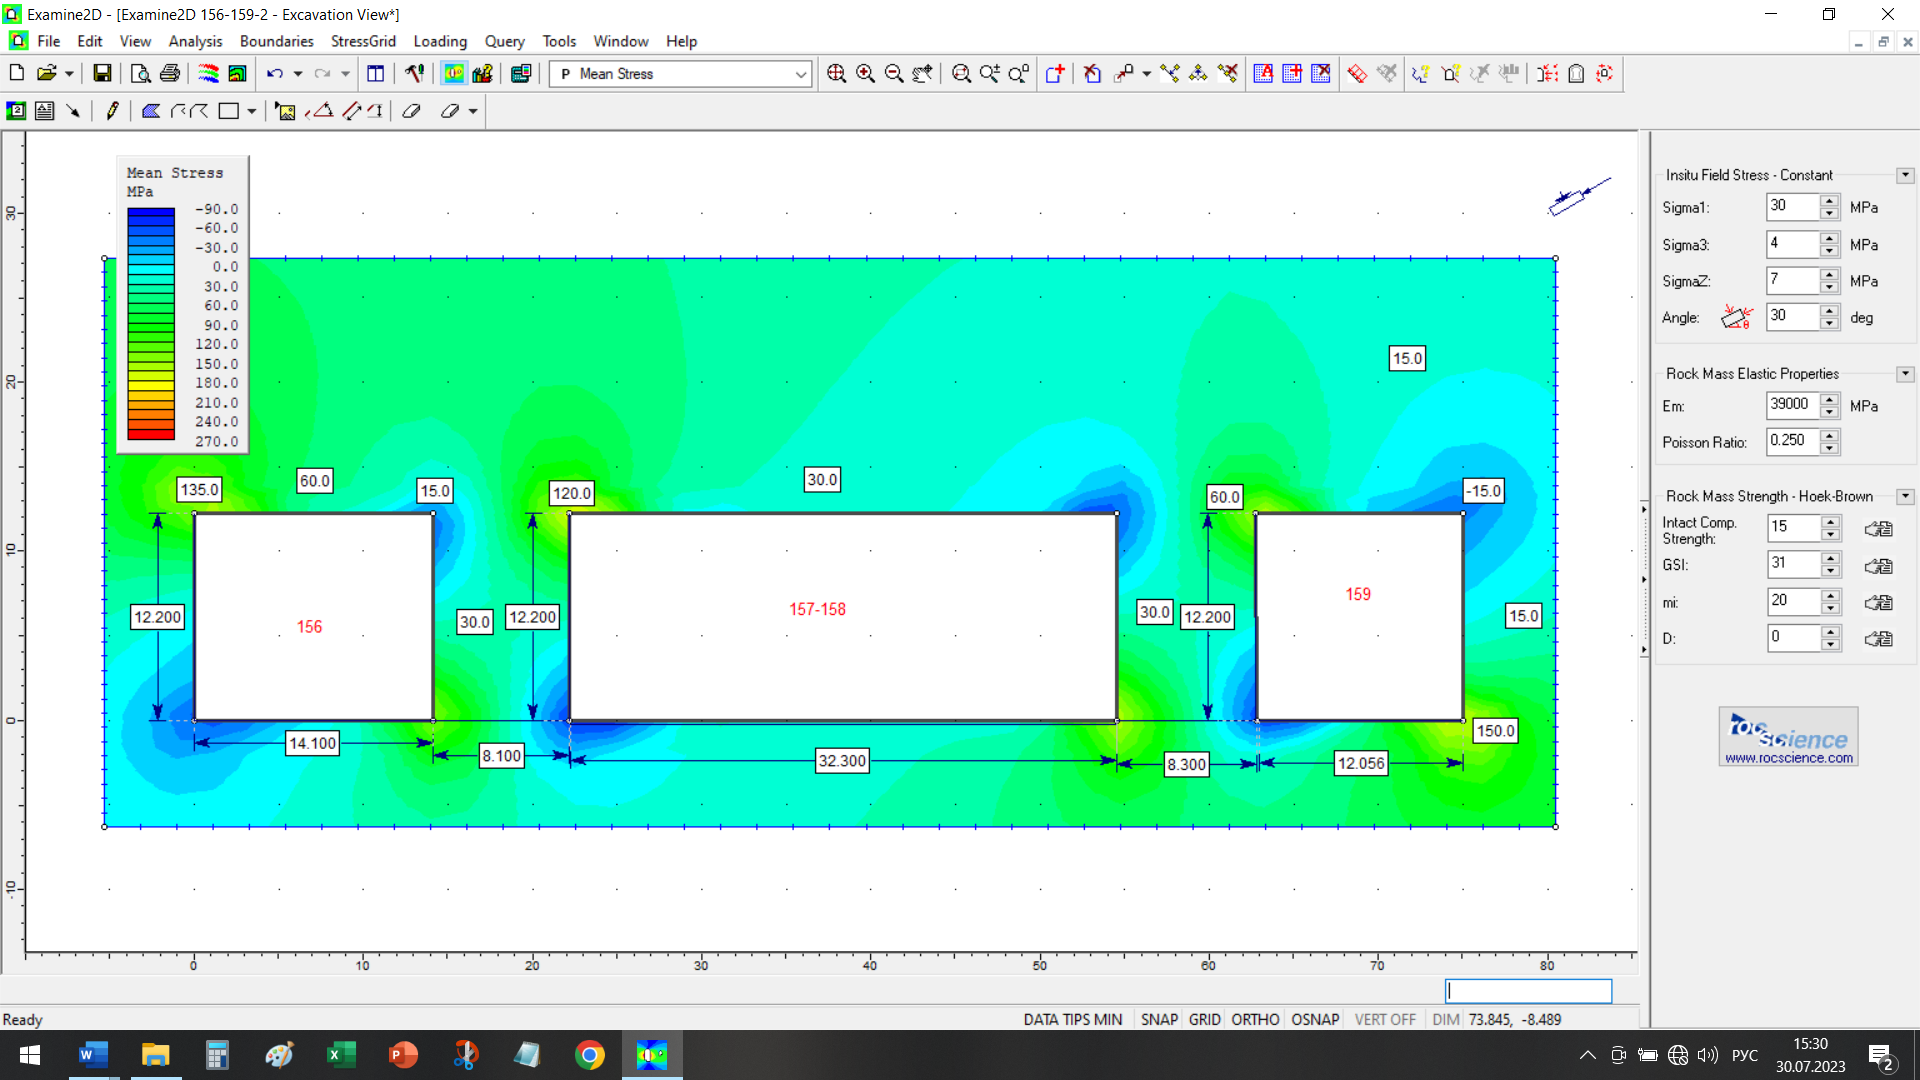 Examine2D - [Examine2D 156-159-2 - Excavation View*]
File Edit View Analysis Boundaries StressGrid Loading Query Tools Window Help
P Mean Stress
Mean Stress
MPa
-90.0
-60.0
-30.0
0.0
30.0
60.0
90.0
120.0
150.0
180.0
210.0
240.0
270.0
30
20
10
0
-10
15.0
135.0
60.0
15.0
120.0
30.0
60.0
-15.0
12.200
156
30.0
12.200
157-158
30.0
12.200
159
15.0
14.100
8.100
32.300
8.300
12.056
150.0
0 10 20 30 40 50 60 70 80
Insitu Field Stress - Constant
Sigma1: 30 MPa
Sigma3: 4 MPa
SigmaZ: 7 MPa
Angle: θ 30 deg
Rock Mass Elastic Properties
Em: 39000 MPa
Poisson Ratio: 0.250
Rock Mass Strength - Hoek-Brown
Intact Comp.
Strength: 15
GSI: 31
mi: 20
D: 0
rocscience
www.rocscience.com
Ready
DATA TIPS MIN SNAP GRID ORTHO OSNAP VERT OFF DIM 73.845, -8.489
РУС
15:30
30.07.2023
2